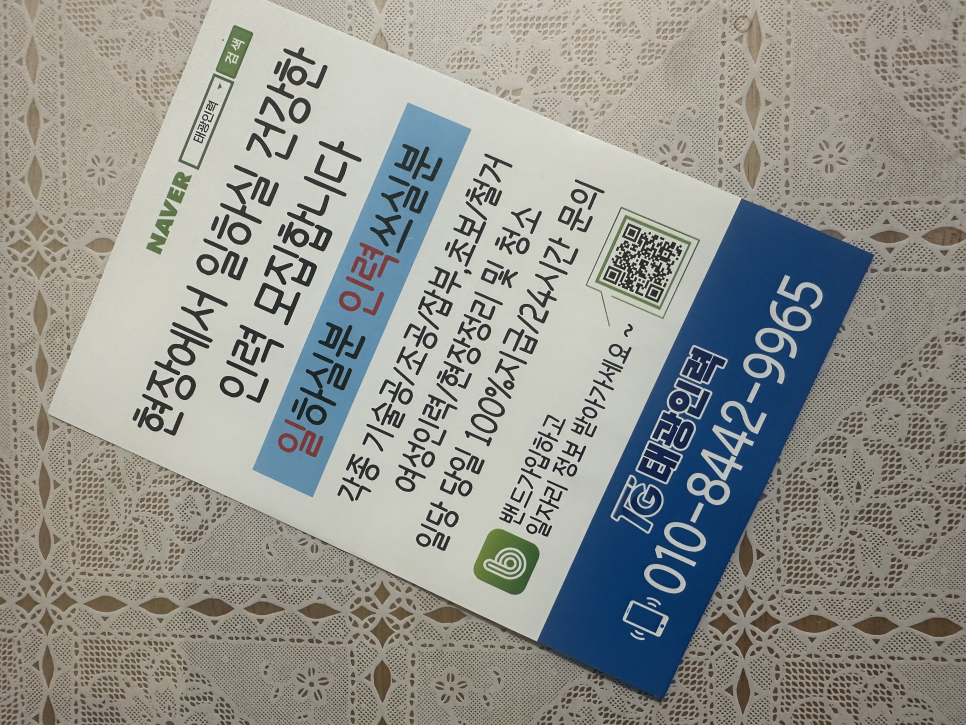 NAVER 태광인력 검색
현장에서 일하실 건강한
인력 모집합니다
일하실분 인력쓰실분
각종 기술공/조공/잡부,초보/철거
여성인력/현장정리 및 청소
일당 당일 100%지급/24시간 문의
밴드가입하고
일자리 정보 받아가세요 ~
TG 태광인력
010-8442-9965